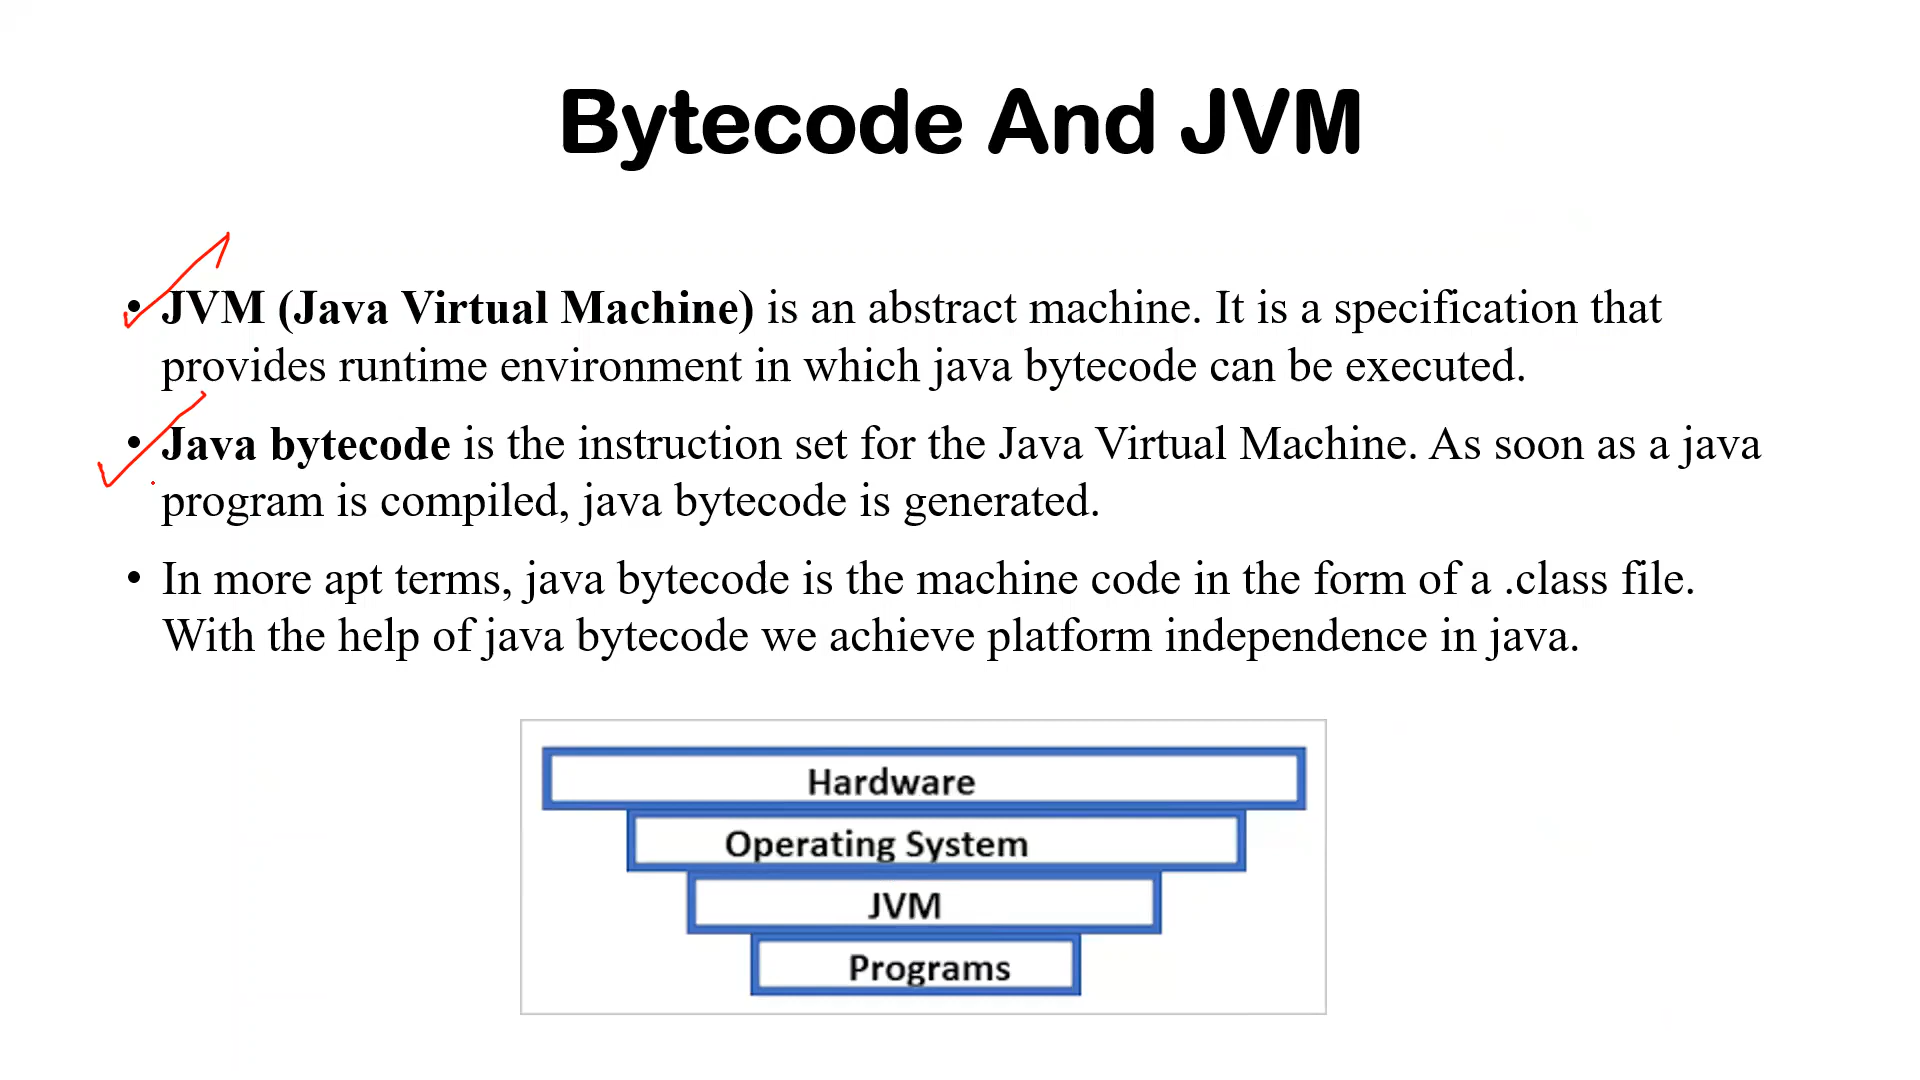 Bytecode And JVM
• JVM (Java Virtual Machine) is an abstract machine. It is a specification that
provides runtime environment in which java bytecode can be executed.
• Java bytecode is the instruction set for the Java Virtual Machine. As soon as a java
program is compiled, java bytecode is generated.
• In more apt terms, java bytecode is the machine code in the form of a .class file.
With the help of java bytecode we achieve platform independence in java.
Hardware
Operating System
JVM
Programs